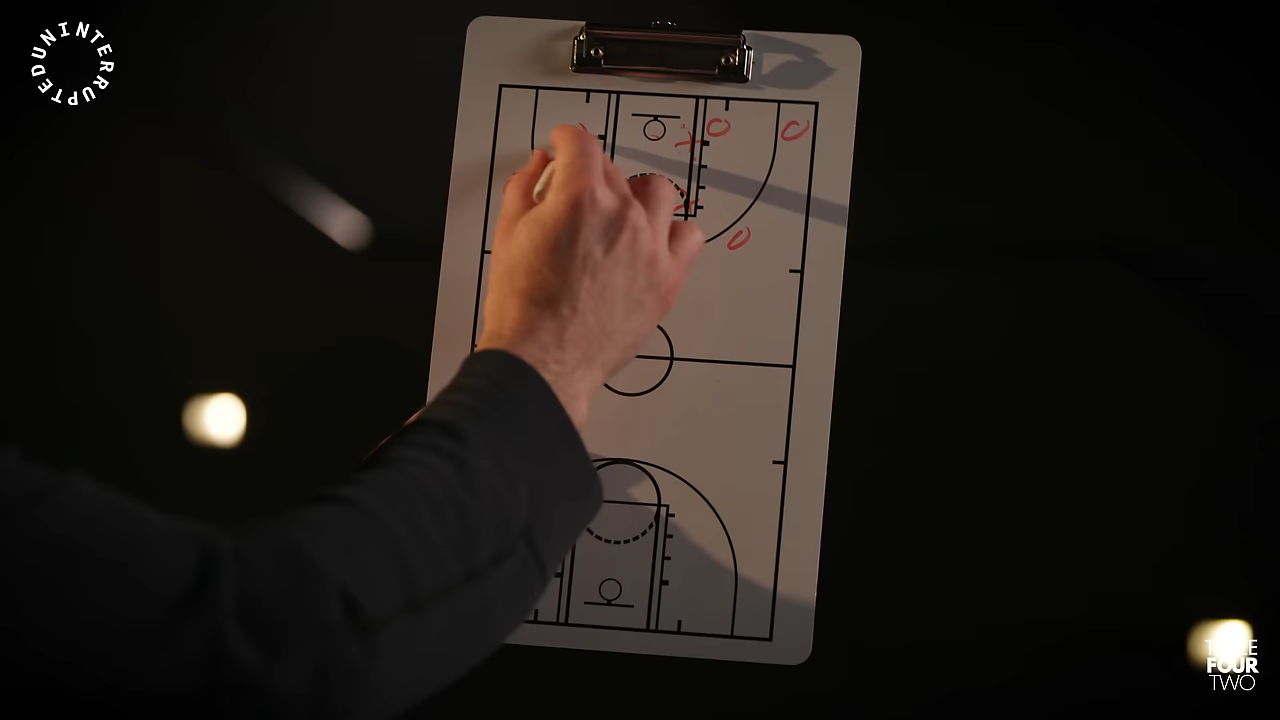 UNINTERRUPTED
O O
X
X
O
THREE
FOUR
TWO